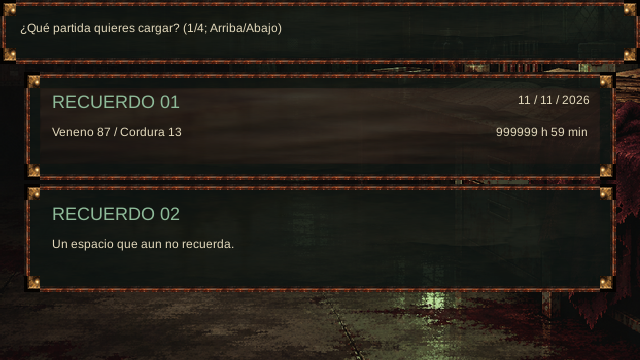 ¿Qué partida quieres cargar? (1/4; Arriba/Abajo)
RECUERDO 01
11 / 11 / 2026
Veneno 87 / Cordura 13
999999 h 59 min
RECUERDO 02
Un espacio que aun no recuerda.